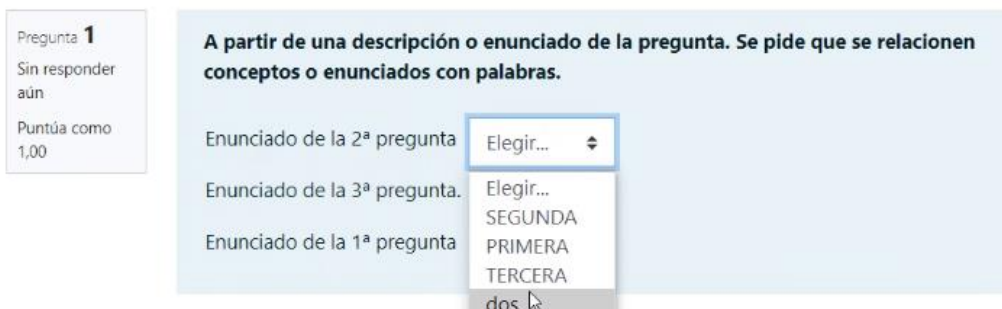 Pregunta 1
Sin responder
aún
Puntúa como
1,00
A partir de una descripción o enunciado de la pregunta. Se pide que se relacionen
conceptos o enunciados con palabras.
Enunciado de la 2ª pregunta
Elegir...
Enunciado de la 3ª pregunta.
Elegir...
SEGUNDA
Enunciado de la 1ª pregunta
PRIMERA
TERCERA
dos